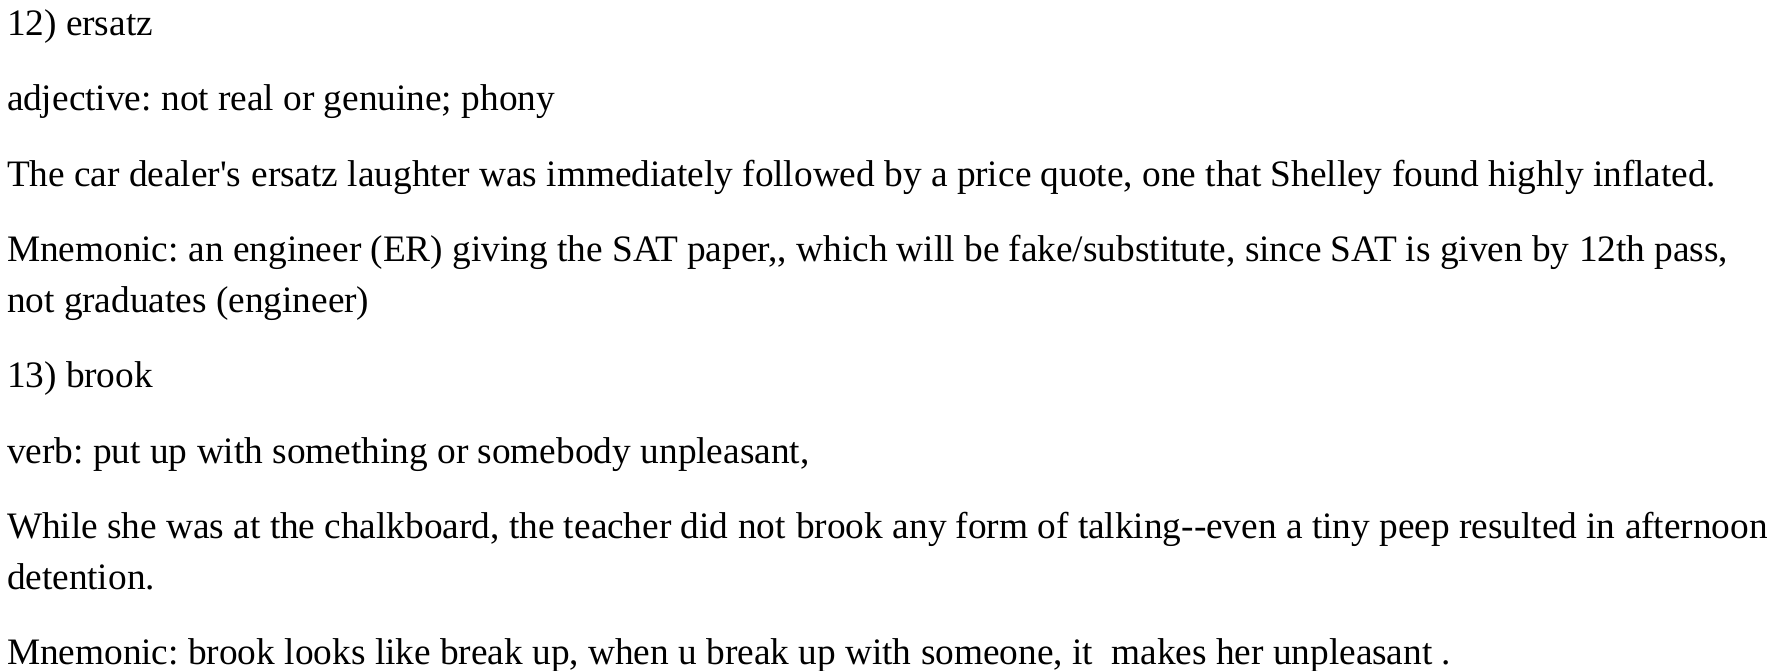 12) ersatz
adjective: not real or genuine; phony
The car dealer's ersatz laughter was immediately followed by a price quote, one that Shelley found highly inflated.
Mnemonic: an engineer (ER) giving the SAT paper,, which will be fake/substitute, since SAT is given by 12th pass,
not graduates (engineer)
13) brook
verb: put up with something or somebody unpleasant,
While she was at the chalkboard, the teacher did not brook any form of talking--even a tiny peep resulted in afternoon
detention.
Mnemonic: brook looks like break up, when u break up with someone, it  makes her unpleasant .